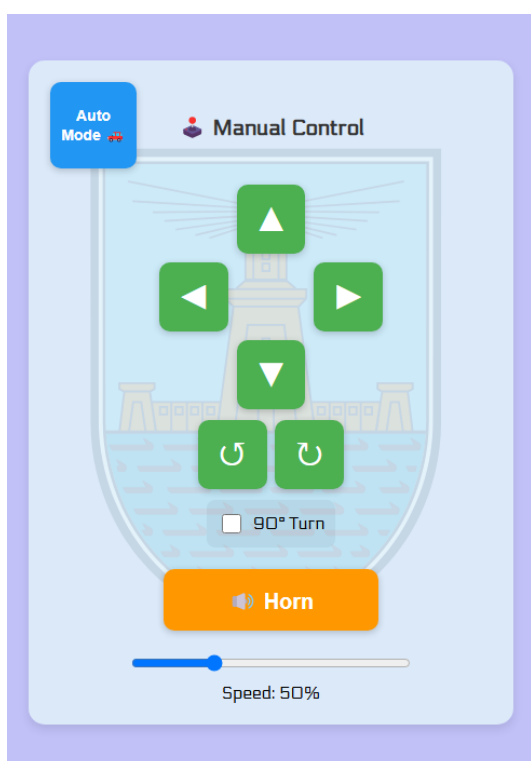 Auto
Mode 🚗
🕹️ Manual Control
▲
◀
▶
▼
↺
↻
90° Turn
🔊 Horn
Speed: 50%